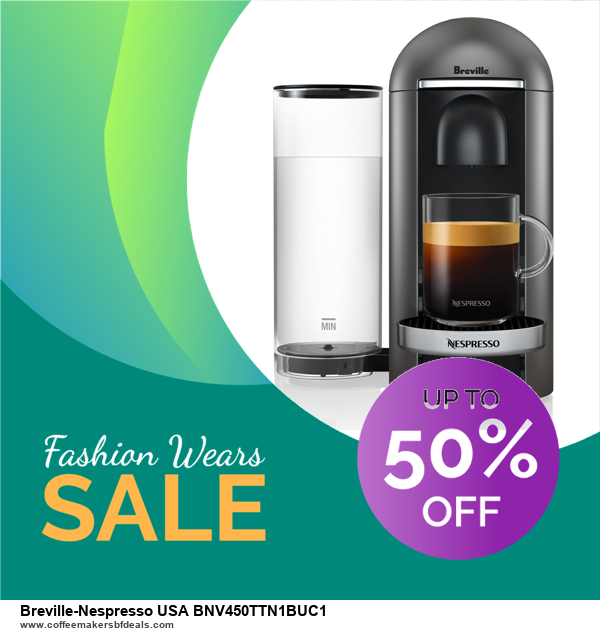 Breville
MIN
NESPRESSO
NESPRESSO
UP TO
50%
OFF
Fashion Wears
SALE
Breville-Nespresso USA BNV450TTN1BUC1
www.coffeemakersbfdeals.com